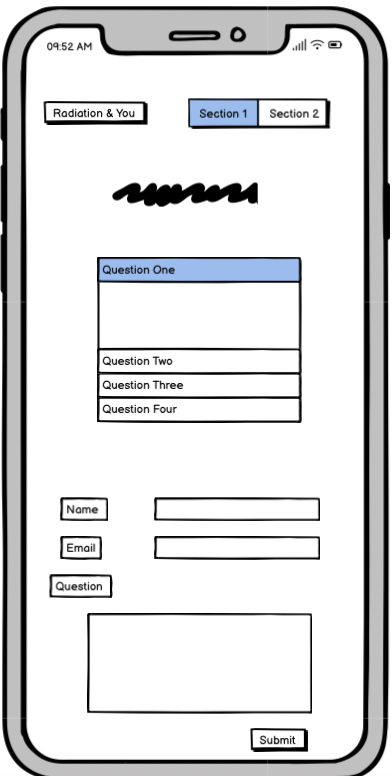 09:52 AM
Radiation & You
Section 1
Section 2
Question One
Question Two
Question Three
Question Four
Name
Email
Question
Submit